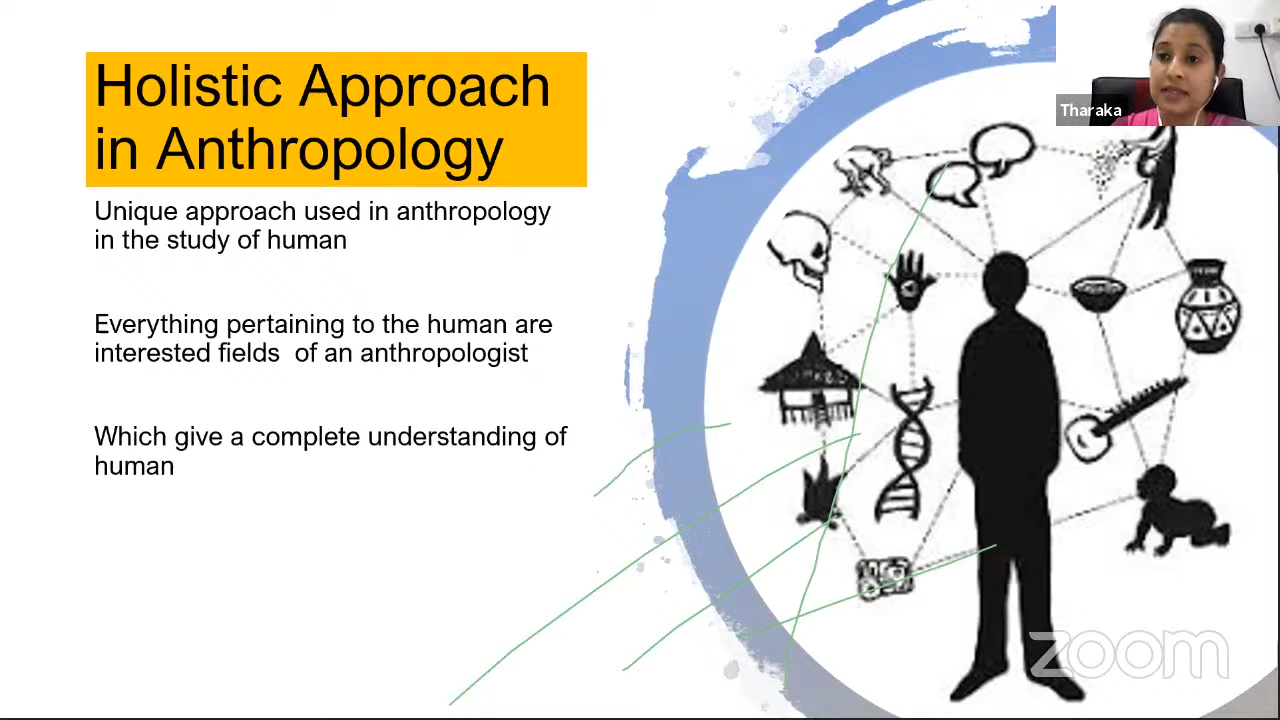 Holistic Approach
in Anthropology
Unique approach used in anthropology
in the study of human
Everything pertaining to the human are
interested fields of an anthropologist
Which give a complete understanding of
human
Tharaka
zoom